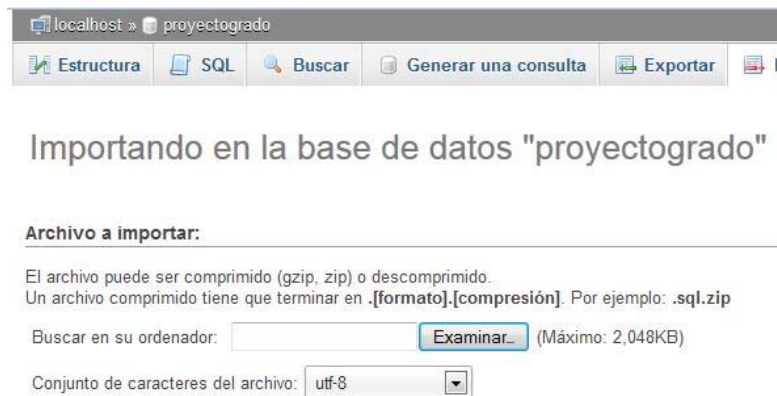 localhost » proyectogrado
Estructura SQL Buscar Generar una consulta Exportar
Importando en la base de datos "proyectogrado"
Archivo a importar:
El archivo puede ser comprimido (gzip, zip) o descomprimido.
Un archivo comprimido tiene que terminar en .[formato].[compresión]. Por ejemplo: .sql.zip
Buscar en su ordenador: Examinar... (Máximo: 2,048KB)
Conjunto de caracteres del archivo: utf-8